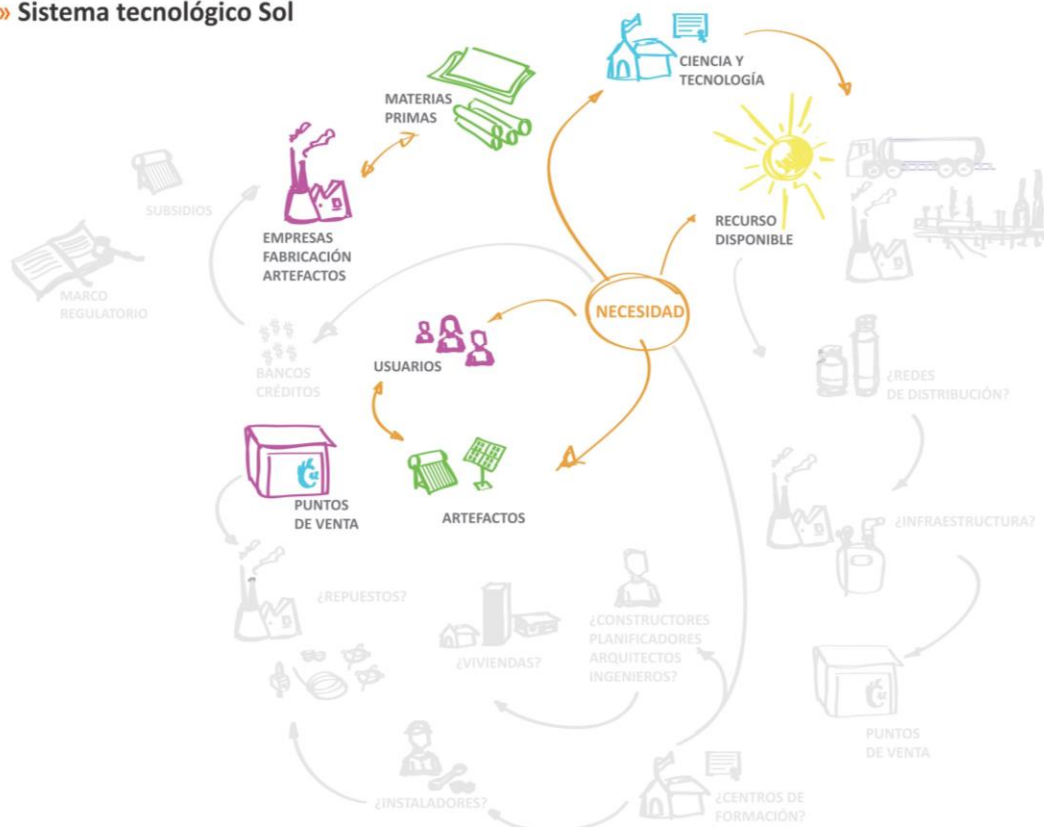 » Sistema tecnológico Sol
CIENCIA Y
TECNOLOGÍA
MATERIAS
PRIMAS
SUBSIDIOS
RECURSO
DISPONIBLE
EMPRESAS
FABRICACIÓN
ARTEFACTOS
MARCO
REGULATORIO
NECESIDAD
USUARIOS
$$$
$$$
$$$
BANCOS
CRÉDITOS
¿REDES
DE DISTRIBUCIÓN?
PUNTOS
DE VENTA
ARTEFACTOS
¿INFRAESTRUCTURA?
¿REPUESTOS?
¿CONSTRUCTORES
PLANIFICADORES
ARQUITECTOS
INGENIEROS?
¿VIVIENDAS?
PUNTOS
DE VENTA
¿INSTALADORES?
¿CENTROS DE
FORMACIÓN?